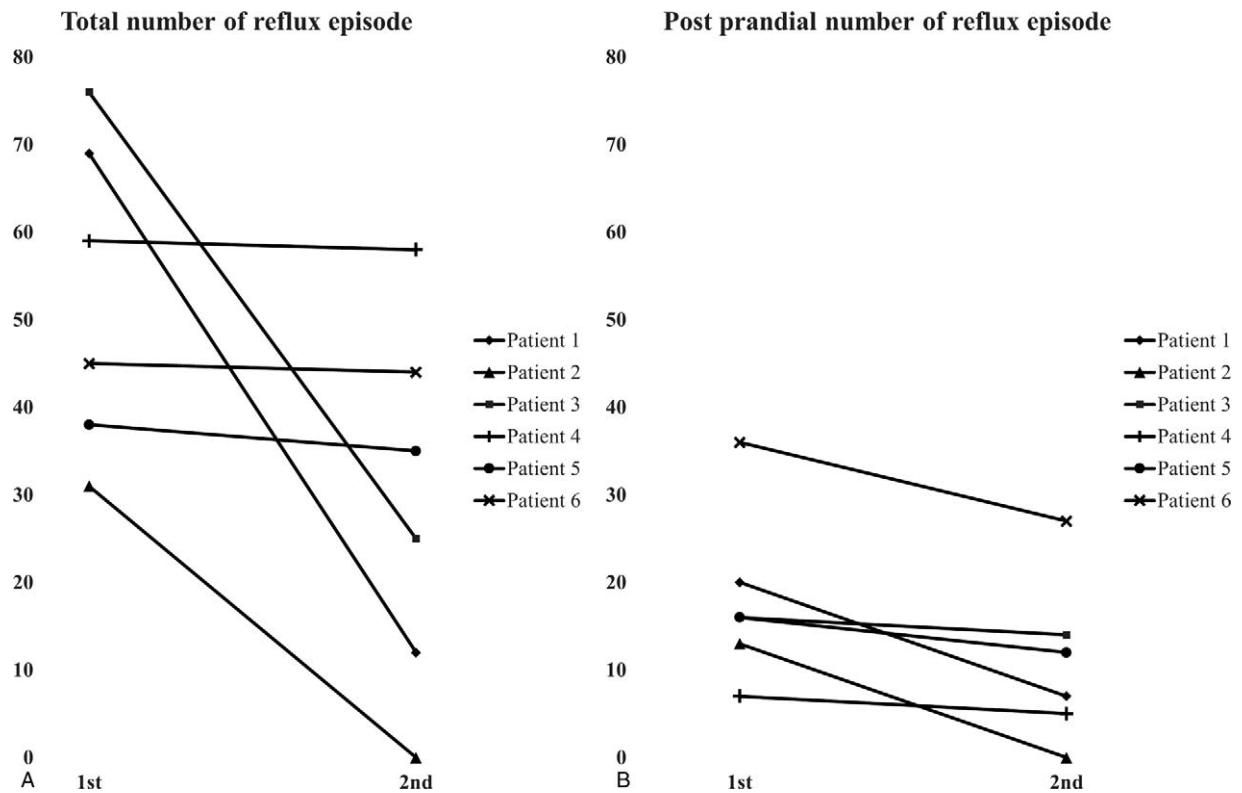 Total number of reflux episode
80
70
60
50
40
30
20
10
0
A
1st
2nd
Patient 1
Patient 2
Patient 3
Patient 4
Patient 5
Patient 6
Post prandial number of reflux episode
80
70
60
50
40
30
20
10
0
B
1st
2nd
Patient 1
Patient 2
Patient 3
Patient 4
Patient 5
Patient 6